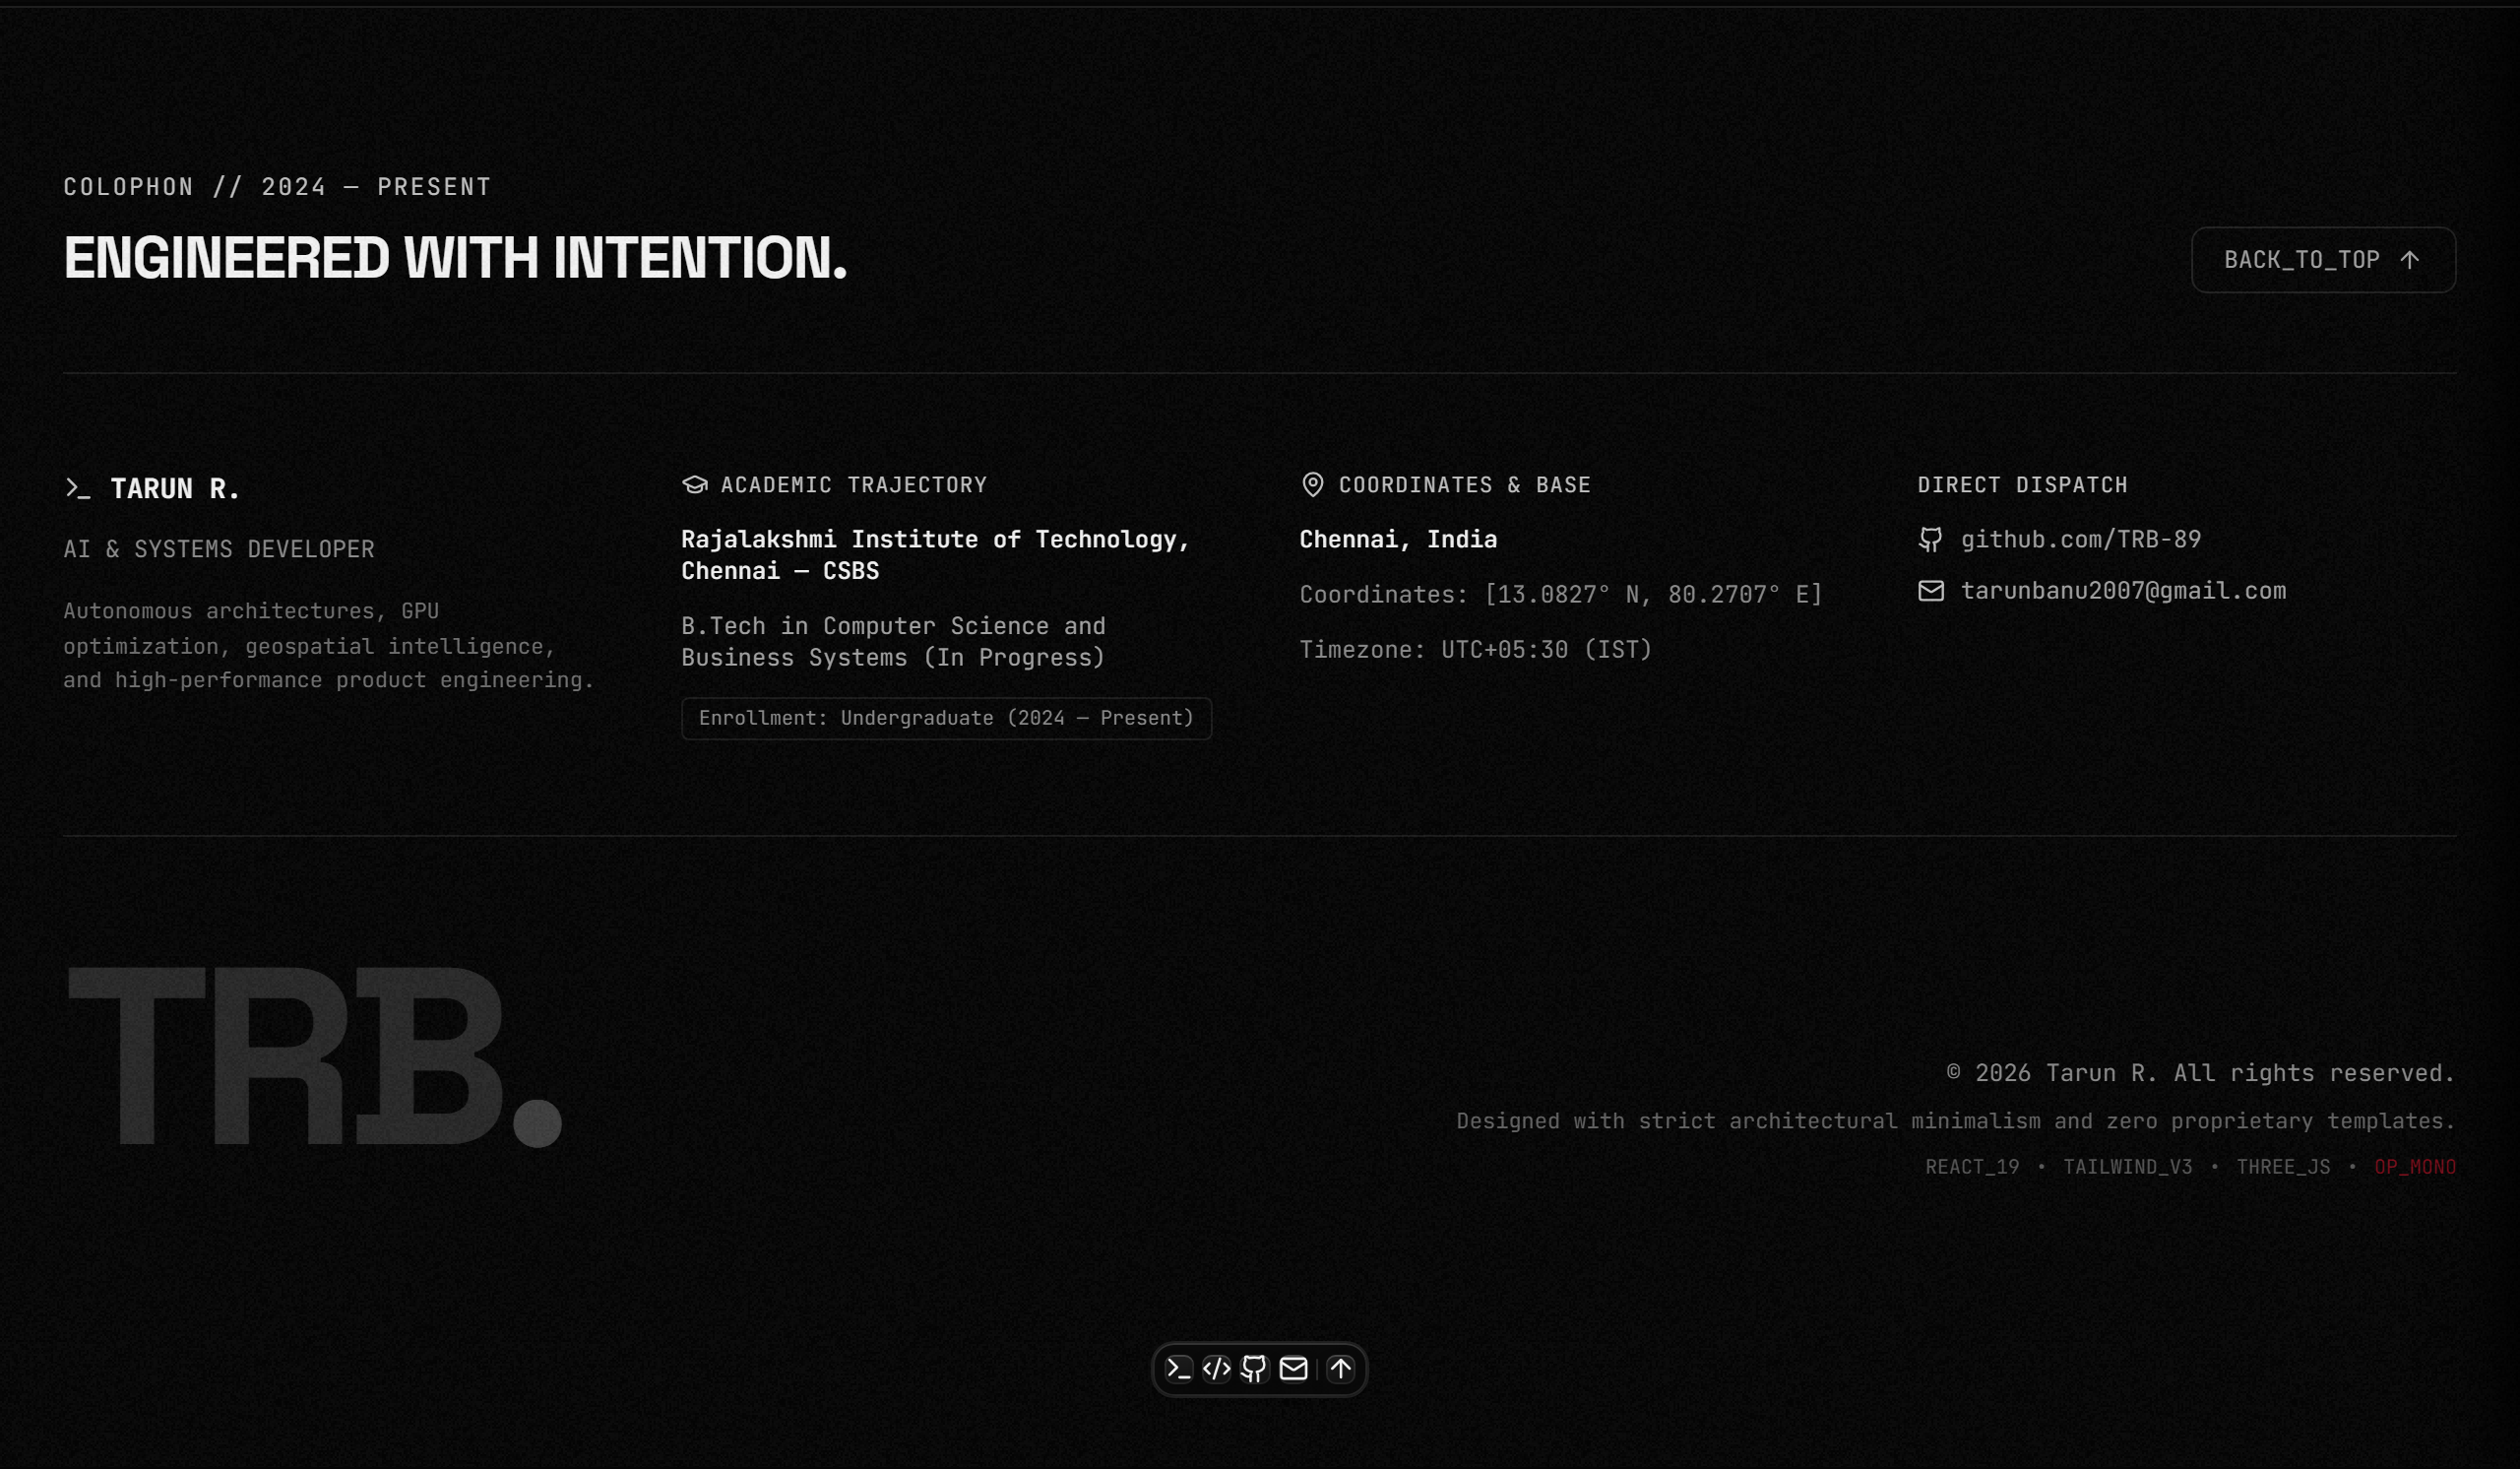 COLOPHON // 2024 — PRESENT
ENGINEERED WITH INTENTION.
BACK_TO_TOP ↑
TARUN R.
AI & SYSTEMS DEVELOPER
Autonomous architectures, GPU
optimization, geospatial intelligence,
and high-performance product engineering.
ACADEMIC TRAJECTORY
Rajalakshmi Institute of Technology,
Chennai — CSBS
B.Tech in Computer Science and
Business Systems (In Progress)
Enrollment: Undergraduate (2024 — Present)
COORDINATES & BASE
Chennai, India
Coordinates: [13.0827° N, 80.2707° E]
Timezone: UTC+05:30 (IST)
DIRECT DISPATCH
github.com/TRB-89
tarunbanu2007@gmail.com
TRB.
© 2026 Tarun R. All rights reserved.
Designed with strict architectural minimalism and zero proprietary templates.
REACT_19 • TAILWIND_V3 • THREE_JS • OP_MONO